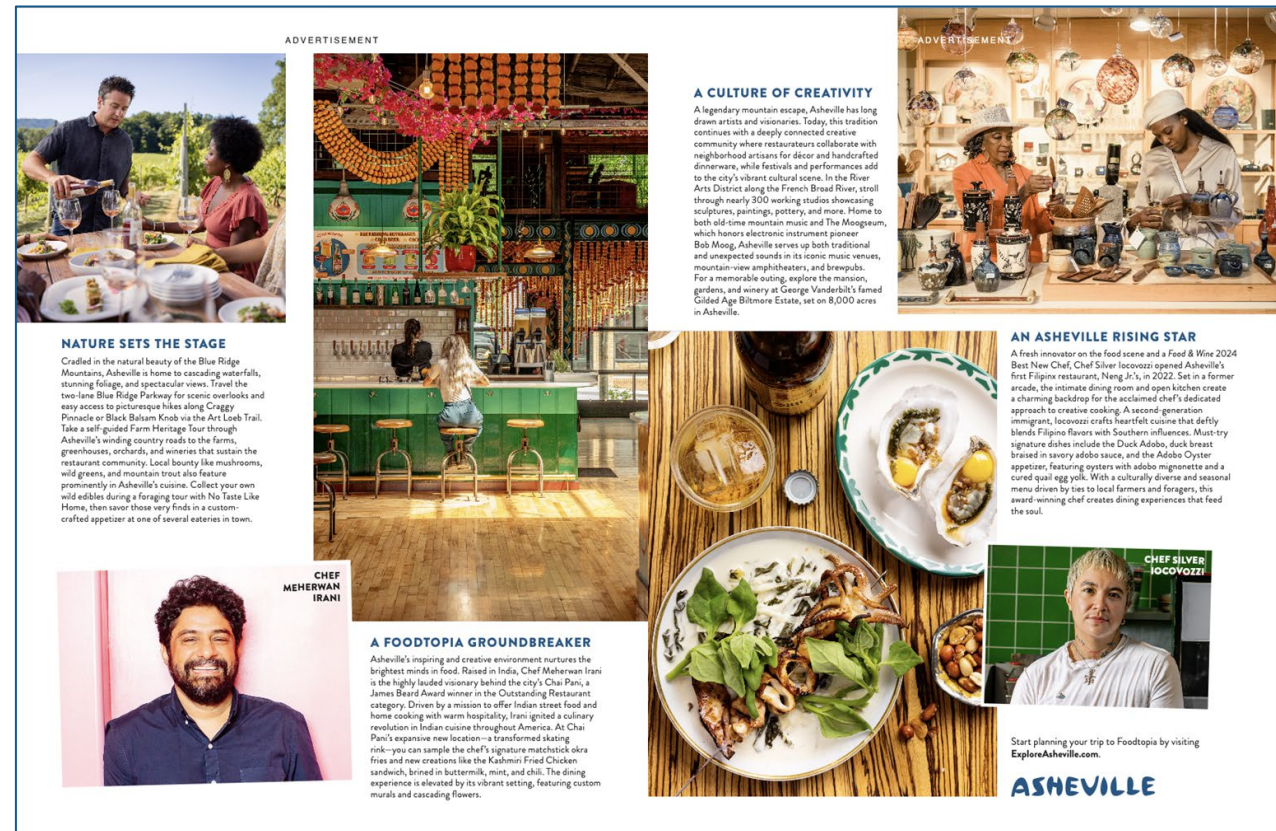 ADVERTISEMENT
NATURE SETS THE STAGE
Cradled in the natural beauty of the Blue Ridge
Mountains, Asheville is home to cascading waterfalls,
stunning foliage, and spectacular views. Travel the
two-lane Blue Ridge Parkway for scenic overlooks and
easy access to picturesque hikes along Craggy
Pinnacle or Black Balsam Knob via the Art Loeb Trail.
Take a self-guided Farm Heritage Tour through
Asheville's winding country roads to the farms,
greenhouses, orchards, and wineries that sustain the
restaurant community. Local bounty like mushrooms,
wild greens, and mountain trout also feature
prominently in Asheville's cuisine. Collect your own
wild edibles during a foraging tour with No Taste Like
Home, then savor those very finds in a custom-
crafted appetizer at one of several eateries in town.
CHEF
MEHERWAN
IRANI
A FOODTOPIA GROUNDBREAKER
Asheville's inspiring and creative environment nurtures the
brightest minds in food. Raised in India, Chef Meherwan Irani
is the highly lauded visionary behind the city's Chai Pani, a
James Beard Award winner in the Outstanding Restaurant
category. Driven by a mission to offer Indian street food and
home cooking with warm hospitality, Irani ignited a culinary
revolution in Indian cuisine throughout America. At Chai
Pani's expansive new location—a transformed skating
rink—you can sample the chef's signature matchstick okra
fries and new creations like the Kashmiri Fried Chicken
sandwich, brined in buttermilk, mint, and chili. The dining
experience is elevated by its vibrant setting, featuring custom
murals and cascading flowers.
ADVERTISEMENT
A CULTURE OF CREATIVITY
A legendary mountain escape, Asheville has long
drawn artists and visionaries. Today, this tradition
continues with a deeply connected creative
community where restaurateurs collaborate with
neighborhood artisans for décor and handcrafted
dinnerware, while festivals and performances add
to the city's vibrant cultural scene. In the River
Arts District along the French Broad River, stroll
through nearly 300 working studios showcasing
sculptures, paintings, pottery, and more. Home to
both old-time mountain music and The Moogseum,
which honors electronic instrument pioneer
Bob Moog, Asheville serves up both traditional
and unexpected sounds in its iconic music venues,
mountain-view amphitheaters, and brewpubs.
For a memorable outing, explore the mansion,
gardens, and winery at George Vanderbilt's famed
Gilded Age Biltmore Estate, set on 8,000 acres
in Asheville.
AN ASHEVILLE RISING STAR
A fresh innovator on the food scene and a Food & Wine 2024
Best New Chef, Chef Silver Iocovozzi opened Asheville's
first Filipinx restaurant, Neng Jr.'s, in 2022. Set in a former
arcade, the intimate dining room and open kitchen create
a charming backdrop for the acclaimed chef's dedicated
approach to creative cooking. A second-generation
immigrant, Iocovozzi crafts heartfelt cuisine that deftly
blends Filipino flavors with Southern influences. Must-try
signature dishes include the Duck Adobo, duck breast
braised in savory adobo sauce, and the Adobo Oyster
appetizer, featuring oysters with adobo mignonette and a
cured quail egg yolk. With a culturally diverse and seasonal
menu driven by ties to local farmers and foragers, this
award-winning chef creates dining experiences that feed
the soul.
CHEF SILVER
IOCOVOZZI
Start planning your trip to Foodtopia by visiting
ExploreAsheville.com.
ASHEVILLE